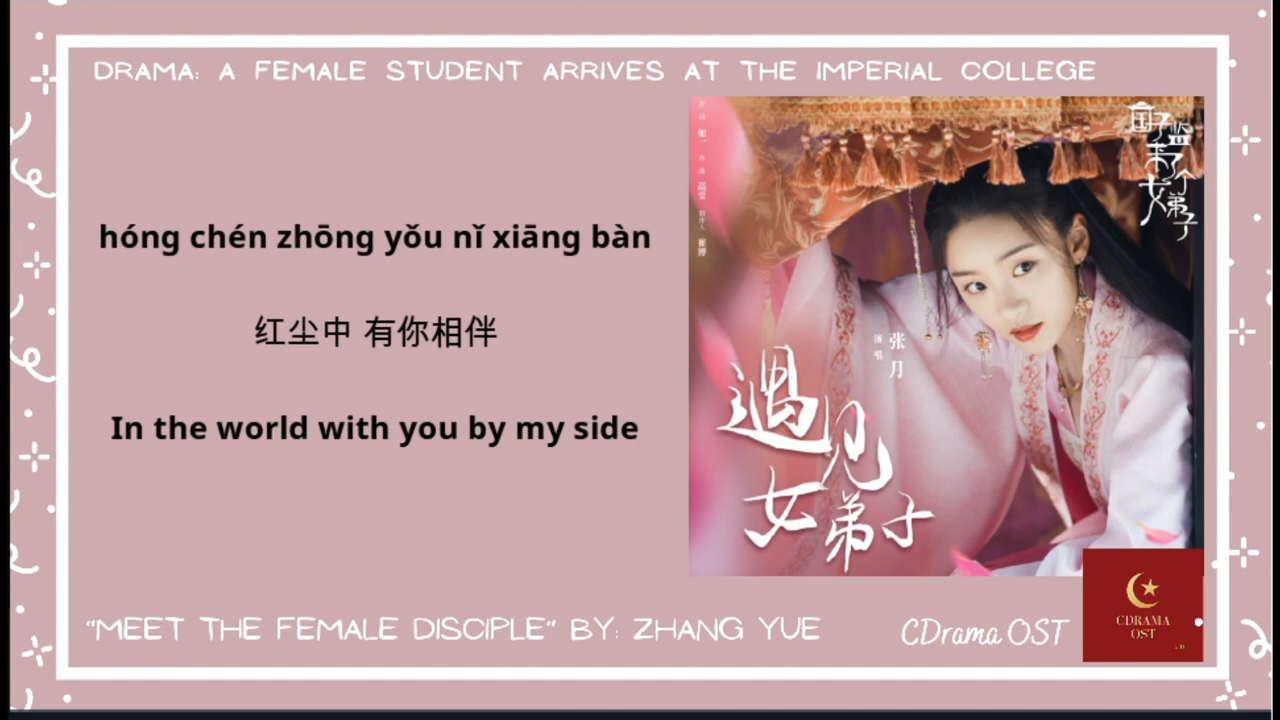 DRAMA: A FEMALE STUDENT ARRIVES AT THE IMPERIAL COLLEGE
hóng chén zhōng yǒu nǐ xiāng bàn
红尘中 有你相伴
In the world with you by my side
国子监
来了个
女弟子
演唱
张月
遇见
女弟子
"MEET THE FEMALE DISCIPLE" BY: ZHANG YUE
CDrama OST
CDRAMA
OST